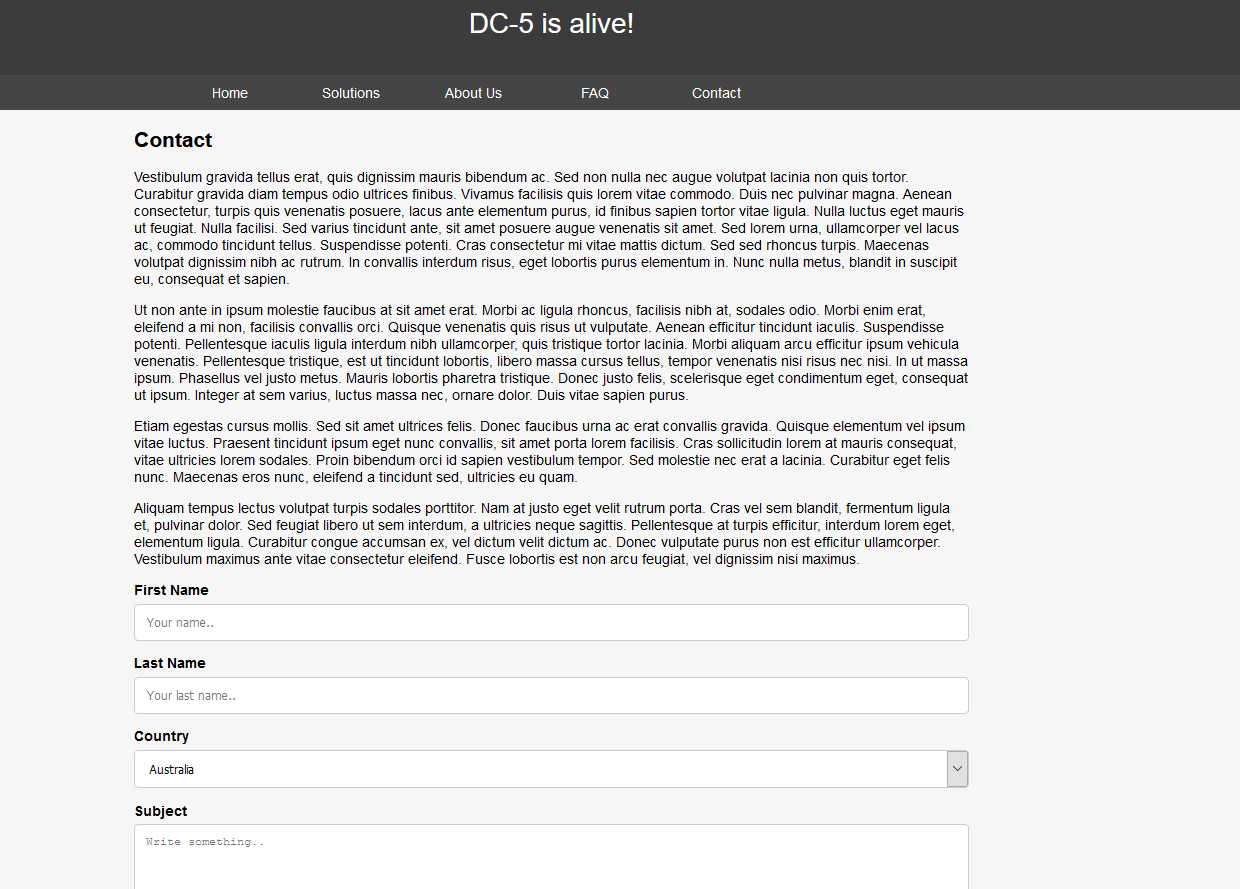 DC-5 is alive!
Home Solutions About Us FAQ Contact
Contact
Vestibulum gravida tellus erat, quis dignissim mauris bibendum ac. Sed non nulla nec augue volutpat lacinia non quis tortor.
Curabitur gravida diam tempus odio ultrices finibus. Vivamus facilisis quis lorem vitae commodo. Duis nec pulvinar magna. Aenean
consectetur, turpis quis venenatis posuere, lacus ante elementum purus, id finibus sapien tortor vitae ligula. Nulla luctus eget mauris
ut feugiat. Nulla facilisi. Sed varius tincidunt ante, sit amet posuere augue venenatis sit amet. Sed lorem urna, ullamcorper vel lacus
ac, commodo tincidunt tellus. Suspendisse potenti. Cras consectetur mi vitae mattis dictum. Sed sed rhoncus turpis. Maecenas
volutpat dignissim nibh ac rutrum. In convallis interdum risus, eget lobortis purus elementum in. Nunc nulla metus, blandit in suscipit
eu, consequat et sapien.
Ut non ante in ipsum molestie faucibus at sit amet erat. Morbi ac ligula rhoncus, facilisis nibh at, sodales odio. Morbi enim erat,
eleifend a mi non, facilisis convallis orci. Quisque venenatis quis risus ut vulputate. Aenean efficitur tincidunt iaculis. Suspendisse
potenti. Pellentesque iaculis ligula interdum nibh ullamcorper, quis tristique tortor lacinia. Morbi aliquam arcu efficitur ipsum vehicula
venenatis. Pellentesque tristique, est ut tincidunt lobortis, libero massa cursus tellus, tempor venenatis nisi risus nec nisi. In ut massa
ipsum. Phasellus vel justo metus. Mauris lobortis pharetra tristique. Donec justo felis, scelerisque eget condimentum eget, consequat
ut ipsum. Integer at sem varius, luctus massa nec, ornare dolor. Duis vitae sapien purus.
Etiam egestas cursus mollis. Sed sit amet ultrices felis. Donec faucibus urna ac erat convallis gravida. Quisque elementum vel ipsum
vitae luctus. Praesent tincidunt ipsum eget nunc convallis, sit amet porta lorem facilisis. Cras sollicitudin lorem at mauris consequat,
vitae ultricies lorem sodales. Proin bibendum orci id sapien vestibulum tempor. Sed molestie nec erat a lacinia. Curabitur eget felis
nunc. Maecenas eros nunc, eleifend a tincidunt sed, ultricies eu quam.
Aliquam tempus lectus volutpat turpis sodales porttitor. Nam at justo eget velit rutrum porta. Cras vel sem blandit, fermentum ligula
et, pulvinar dolor. Sed feugiat libero ut sem interdum, a ultricies neque sagittis. Pellentesque at turpis efficitur, interdum lorem eget,
elementum ligula. Curabitur congue accumsan ex, vel dictum velit dictum ac. Donec vulputate purus non est efficitur ullamcorper.
Vestibulum maximus ante vitae consectetur eleifend. Fusce lobortis est non arcu feugiat, vel dignissim nisi maximus.
First Name
Your name..
Last Name
Your last name..
Country
Australia
Subject
Write something..